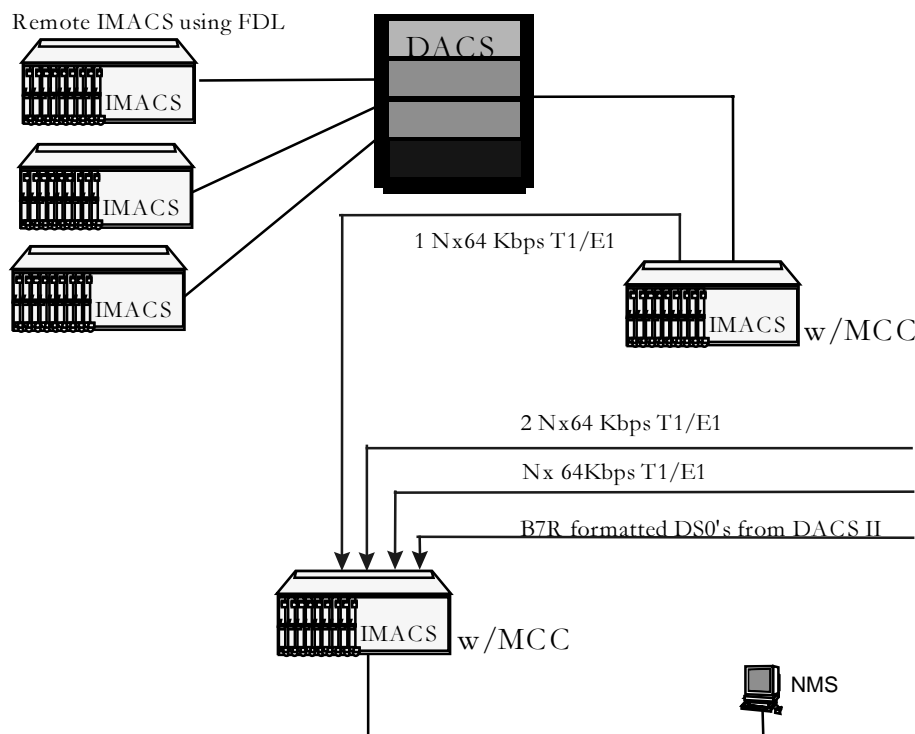 Remote IMACS using FDL
DACS
IMACS
IMACS
IMACS
1 Nx64 Kbps T1/E1
IMACS
w/MCC
2 Nx64 Kbps T1/E1
Nx 64Kbps T1/E1
B7R formatted DS0's from DACS II
IMACS
w/MCC
NMS